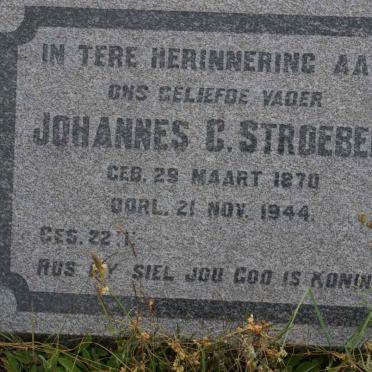 IN TERE HERINNERING AA
ONS GELIEFDE VADER
JOHANNES C. STROEBE
GEB. 29 MAART 1870
OORL. 21 NOV. 1944.
GES. 22
RUS MY SIEL JOU GOD IS KONIN